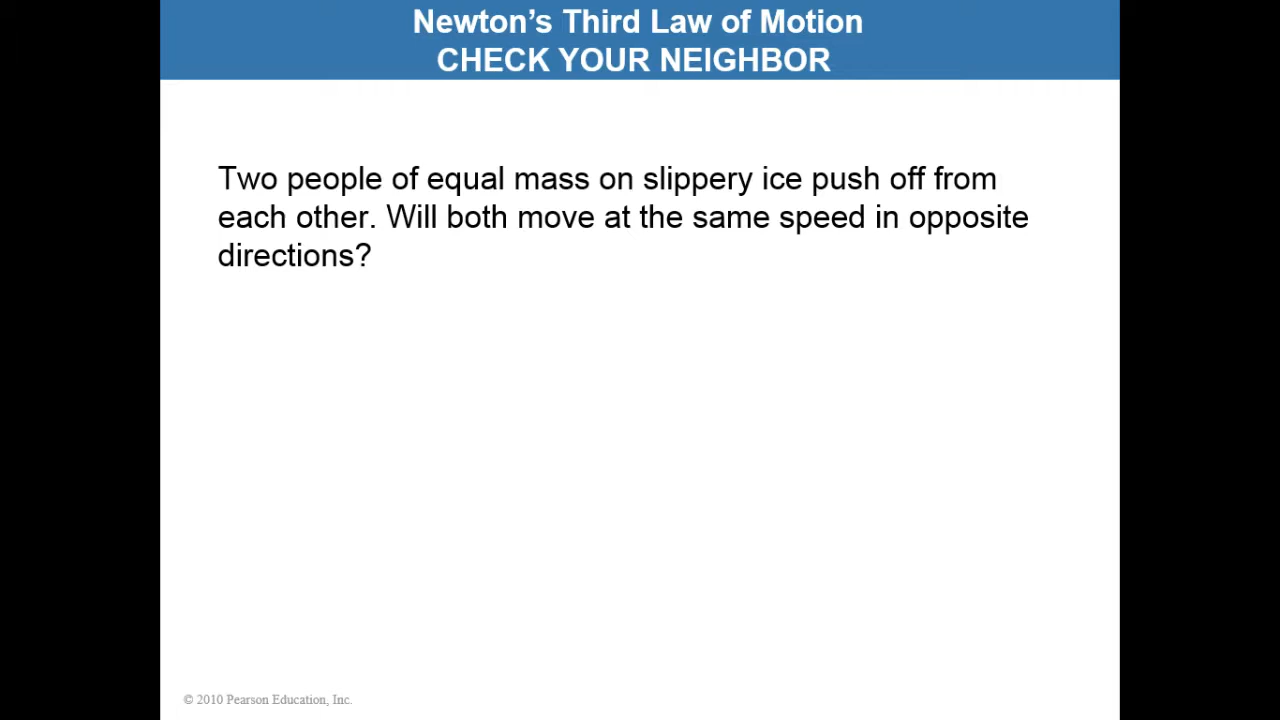 Newton’s Third Law of Motion
CHECK YOUR NEIGHBOR
Two people of equal mass on slippery ice push off from
each other. Will both move at the same speed in opposite
directions?
© 2010 Pearson Education, Inc.